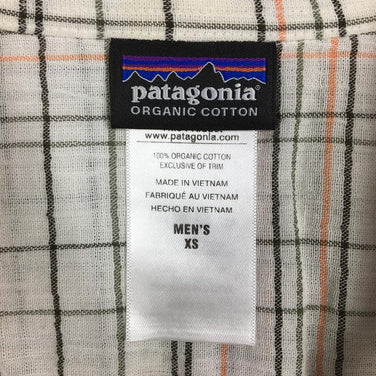 patagonia®
ORGANIC COTTON
www.patagonia.com
100% ORGANIC COTTON
EXCLUSIVE OF TRIM
MADE IN VIETNAM
FABRIQUÉ AU VIETNAM
HECHO EN VIETNAM
MEN'S
XS